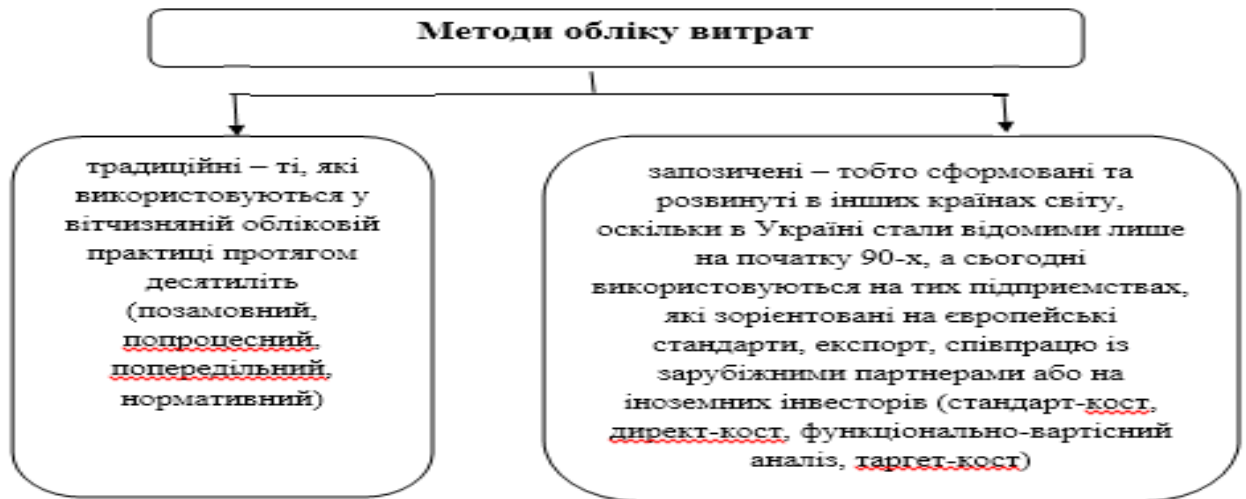 Методи обліку витрат
традиційні – ті, які
використовуються у
вітчизняній обліковій
практиці протягом
десятиліть
(позамовний,
попроцесний,
попередільний,
нормативний)
запозичені – тобто сформовані та
розвинуті в інших країнах світу,
оскільки в Україні стали відомими лише
на початку 90-х, а сьогодні
використовуються на тих підприємствах,
які зорієнтовані на європейські
стандарти, експорт, співпрацю із
зарубіжними партнерами або на
іноземних інвесторів (стандарт-кост,
директ-кост, функціонально-вартісний
аналіз, таргет-кост)